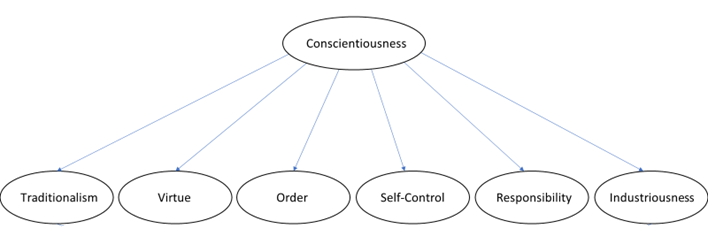 Conscientiousness
Traditionalism
Virtue
Order
Self-Control
Responsibility
Industriousness